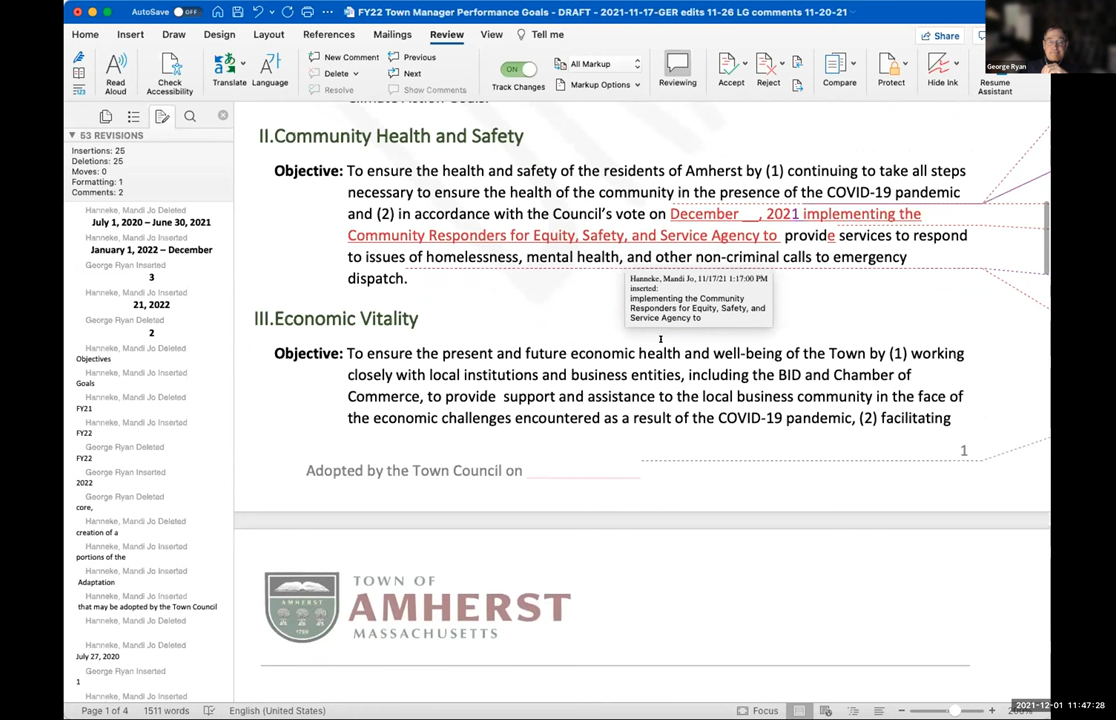 AutoSave OFF
FY22 Town Manager Performance Goals - DRAFT - 2021-11-17-GER edits 11-26 LG comments 11-20-21
Home Insert Draw Design Layout References Mailings Review View Tell me
Share
Read Aloud
Check Accessibility
Translate
Language
New Comment
Delete
Resolve
Previous
Next
Show Comments
ON
Track Changes
All Markup
Markup Options
Reviewing
Accept
Reject
Compare
Protect
Hide Ink
Resume Assistant
George Ryan
53 REVISIONS
Insertions: 25
Deletions: 25
Moves: 0
Formatting: 1
Comments: 2
Hanneke, Mandi Jo Deleted
July 1, 2020 – June 30, 2021
Hanneke, Mandi Jo Inserted
January 1, 2022 – December
George Ryan Inserted
3
Hanneke, Mandi Jo Inserted
21, 2022
George Ryan Deleted
2
Hanneke, Mandi Jo Deleted
Objectives
Hanneke, Mandi Jo Inserted
Goals
Hanneke, Mandi Jo Deleted
FY21
Hanneke, Mandi Jo Inserted
FY22
George Ryan Deleted
FY22
George Ryan Inserted
2022
George Ryan Deleted
core,
Hanneke, Mandi Jo Inserted
creation of a
Hanneke, Mandi Jo Deleted
portions of the
Hanneke, Mandi Jo Inserted
Adaptation
Hanneke, Mandi Jo Inserted
that may be adopted by the Town Council
Hanneke, Mandi Jo Deleted
Hanneke, Mandi Jo Deleted
July 27, 2020
George Ryan Inserted
1
Hanneke, Mandi Jo Inserted
Climate Action Goals.
II.Community Health and Safety
Objective: To ensure the health and safety of the residents of Amherst by (1) continuing to take all steps
necessary to ensure the health of the community in the presence of the COVID-19 pandemic
and (2) in accordance with the Council's vote on December __, 2021 implementing the
Community Responders for Equity, Safety, and Service Agency to provide services to respond
to issues of homelessness, mental health, and other non-criminal calls to emergency
dispatch.
Hanneke, Mandi Jo, 11/17/21 1:17:00 PM
inserted:
implementing the Community
Responders for Equity, Safety, and
Service Agency to
III.Economic Vitality
Objective: To ensure the present and future economic health and well-being of the Town by (1) working
closely with local institutions and business entities, including the BID and Chamber of
Commerce, to provide support and assistance to the local business community in the face of
the economic challenges encountered as a result of the COVID-19 pandemic, (2) facilitating
1
Adopted by the Town Council on
AMHERST
1759
TOWN OF
AMHERST
MASSACHUSETTS
Page 1 of 4 1511 words English (United States) Focus
2021-12-01 11:47:28